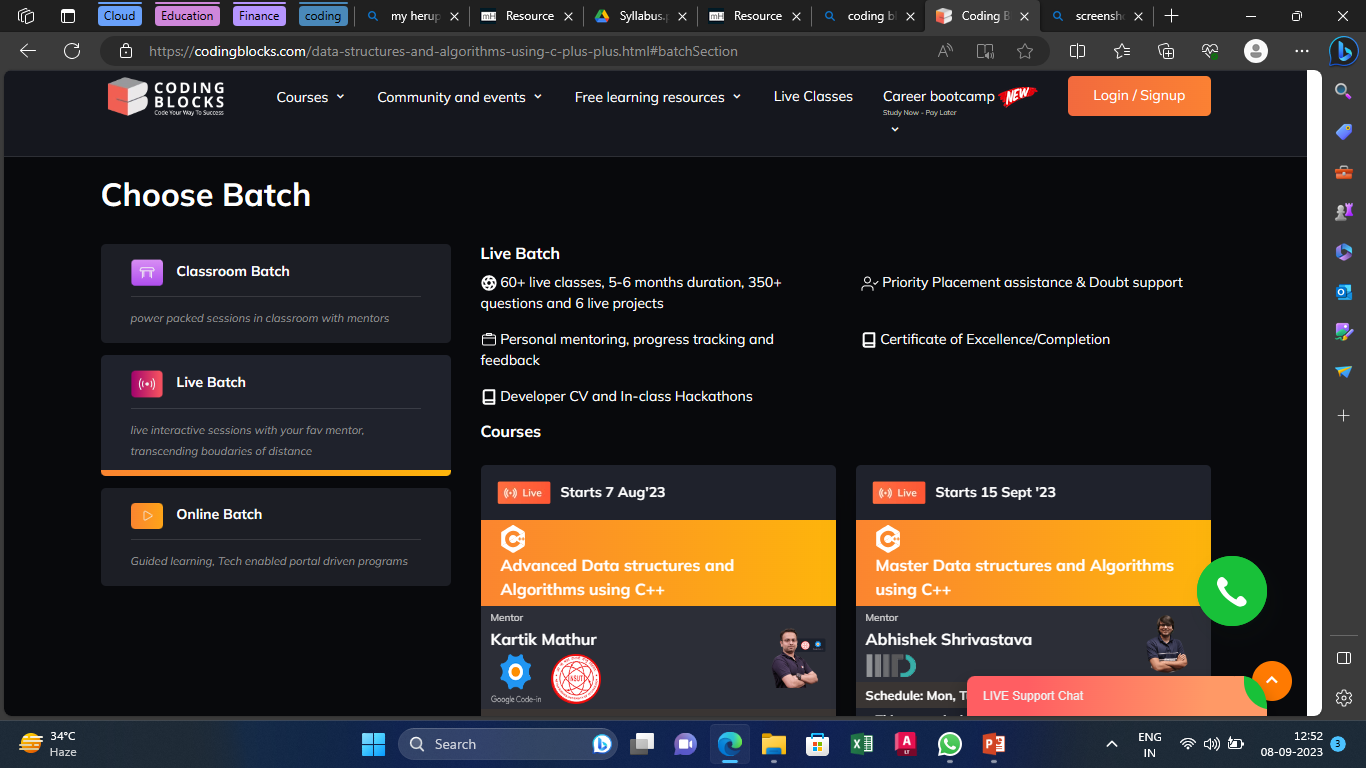 Cloud
Education
Finance
coding
my herup
Resource
Syllabus.p
Resource
coding bl
Coding B
screensho
https://codingblocks.com/data-structures-and-algorithms-using-c-plus-plus.html#batchSection
CODING
BLOCKS
Code Your Way To Success
Courses
Community and events
Free learning resources
Live Classes
Career bootcamp
NEW
Study Now - Pay Later
Login / Signup
Choose Batch
Classroom Batch
power packed sessions in classroom with mentors
Live Batch
live interactive sessions with your fav mentor,
transcending boudaries of distance
Online Batch
Guided learning, Tech enabled portal driven programs
Live Batch
60+ live classes, 5-6 months duration, 350+
questions and 6 live projects
Priority Placement assistance & Doubt support
Personal mentoring, progress tracking and
feedback
Certificate of Excellence/Completion
Developer CV and In-class Hackathons
Courses
Live
Starts 7 Aug'23
Advanced Data structures and
Algorithms using C++
Mentor
Kartik Mathur
Google Code-in
Live
Starts 15 Sept '23
Master Data structures and Algorithms
using C++
Mentor
Abhishek Shrivastava
Schedule: Mon, T
LIVE Support Chat
34°C
Haze
Search
ENG
IN
12:52
08-09-2023
3